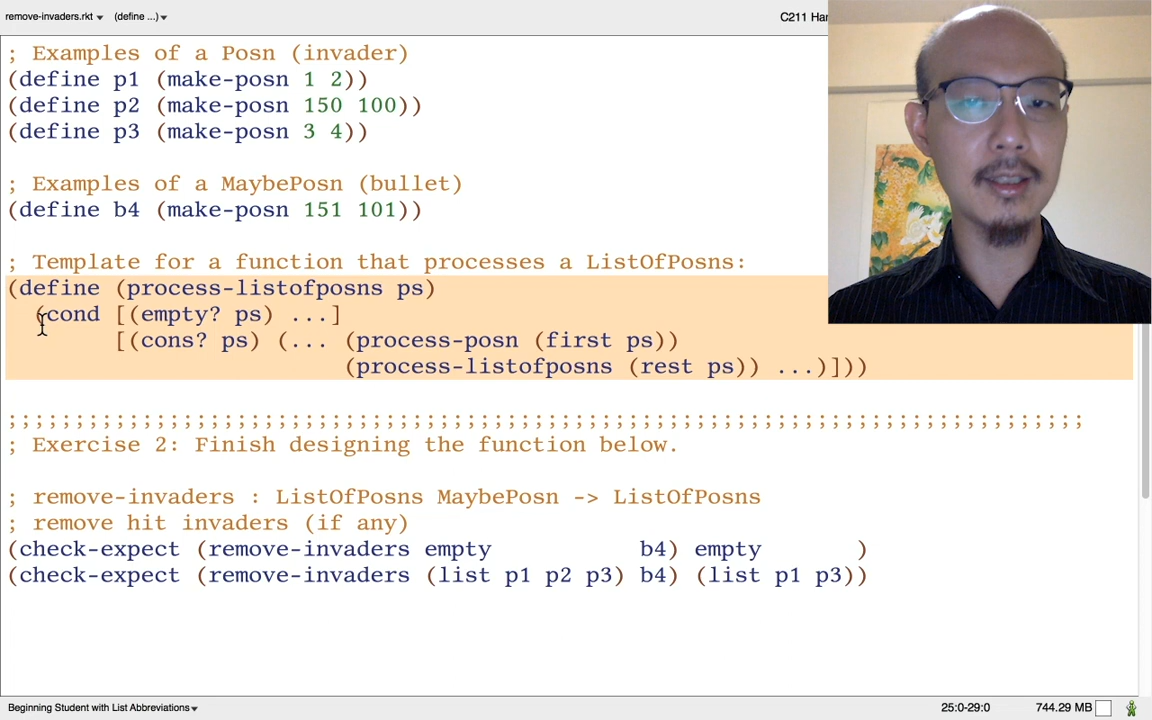 remove-invaders.rkt▾ (define ...)▾ C211 Har
; Examples of a Posn (invader)
(define p1 (make-posn 1 2))
(define p2 (make-posn 150 100))
(define p3 (make-posn 3 4))
; Examples of a MaybePosn (bullet)
(define b4 (make-posn 151 101))
; Template for a function that processes a ListOfPosns:
(define (process-listofposns ps)
(cond [(empty? ps) ...]
[(cons? ps) (... (process-posn (first ps))
(process-listofposns (rest ps)) ...)]))
;;;;;;;;;;;;;;;;;;;;;;;;;;;;;;;;;;;;;;;;;;;;;;;;;;;;;;;;;;;;;;;;;;;;;;;;;;;;;;;;
; Exercise 2: Finish designing the function below.
; remove-invaders : ListOfPosns MaybePosn -> ListOfPosns
; remove hit invaders (if any)
(check-expect (remove-invaders empty b4) empty )
(check-expect (remove-invaders (list p1 p2 p3) b4) (list p1 p3))
Beginning Student with List Abbreviations▾ 25:0-29:0 744.29 MB